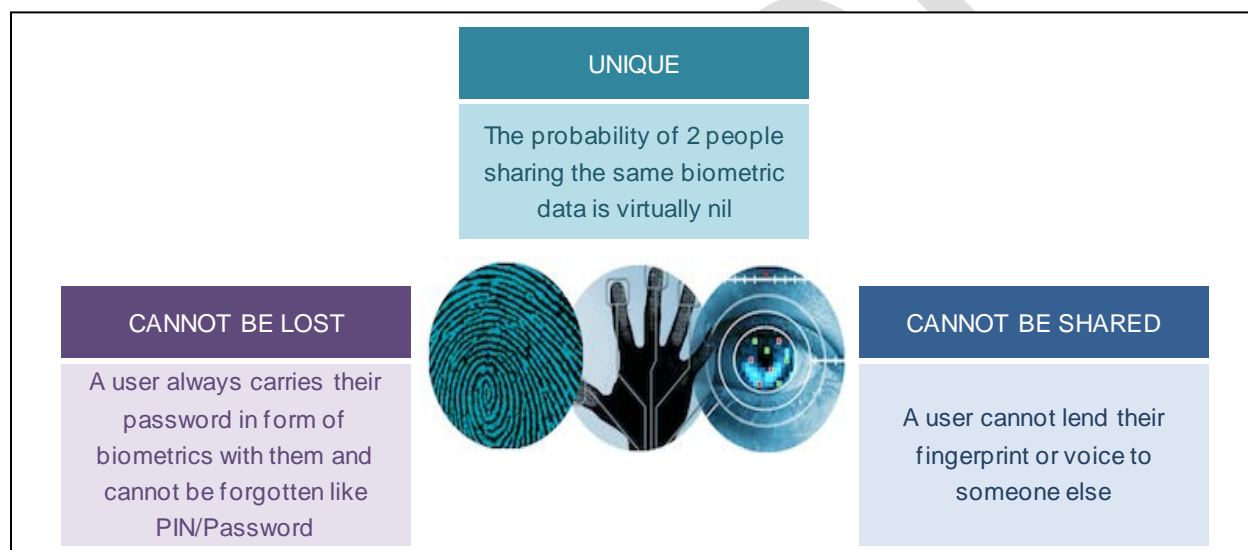 UNIQUE
The probability of 2 people
sharing the same biometric
data is virtually nil
CANNOT BE LOST
A user always carries their
password in form of
biometrics with them and
cannot be forgotten like
PIN/Password
CANNOT BE SHARED
A user cannot lend their
fingerprint or voice to
someone else